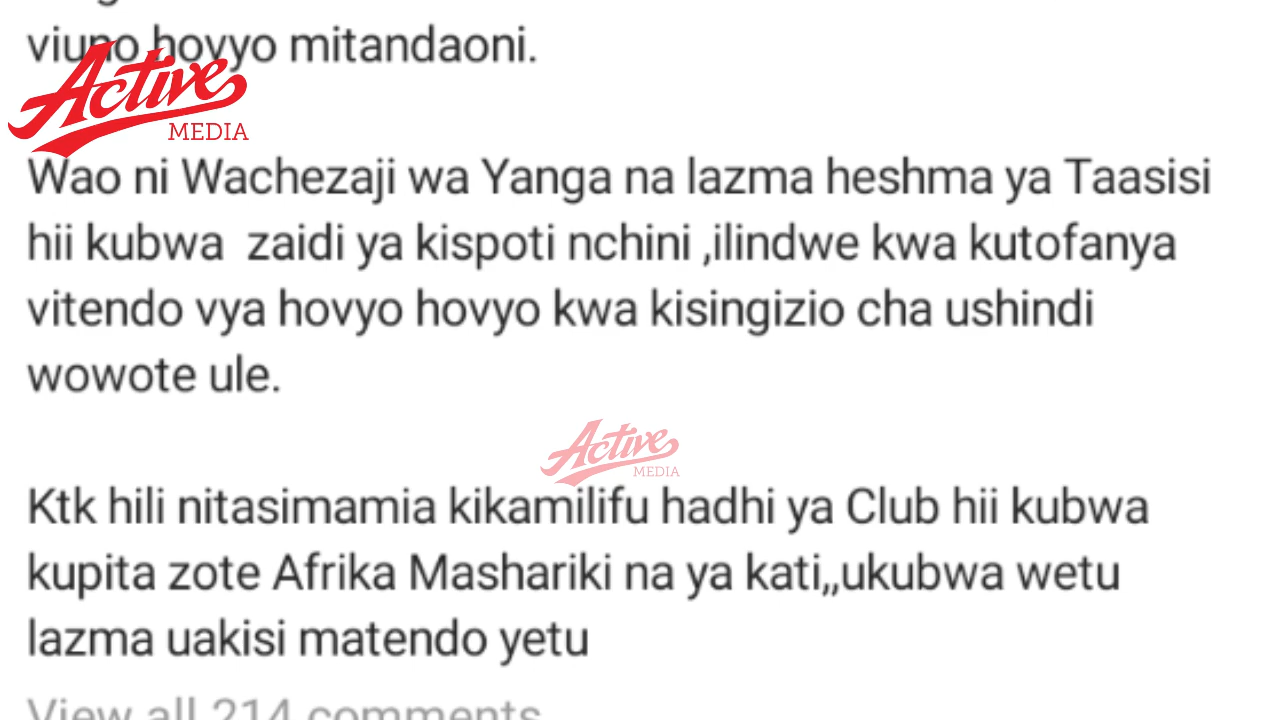 viuno hovyo mitandaoni.
Active
MEDIA
Wao ni Wachezaji wa Yanga na lazma heshma ya Taasisi
hii kubwa zaidi ya kispoti nchini ,ilindwe kwa kutofanya
vitendo vya hovyo hovyo kwa kisingizio cha ushindi
wowote ule.
Active
MEDIA
Ktk hili nitasimamia kikamilifu hadhi ya Club hii kubwa
kupita zote Afrika Mashariki na ya kati,,ukubwa wetu
lazma uakisi matendo yetu
View all 214 comments